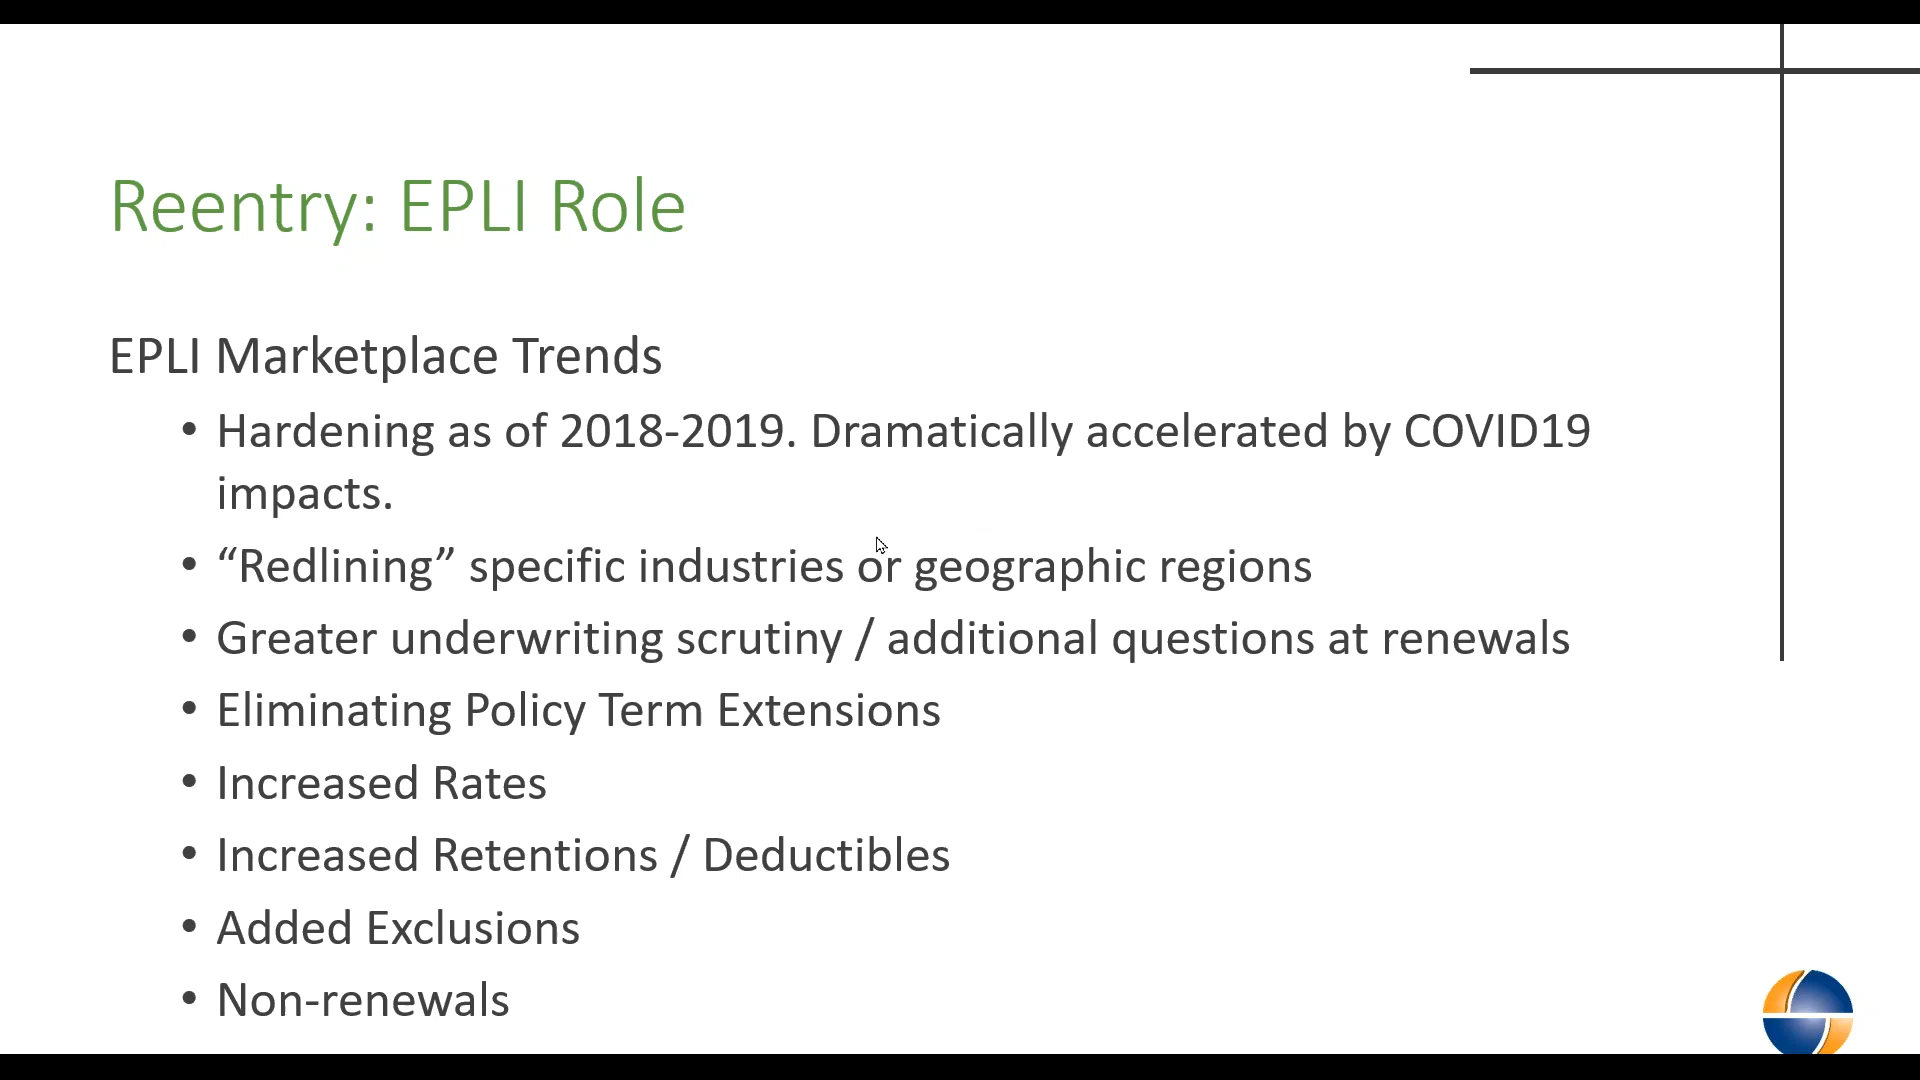 Reentry: EPLI Role
EPLI Marketplace Trends
• Hardening as of 2018-2019. Dramatically accelerated by COVID19
impacts.
• “Redlining” specific industries or geographic regions
• Greater underwriting scrutiny / additional questions at renewals
• Eliminating Policy Term Extensions
• Increased Rates
• Increased Retentions / Deductibles
• Added Exclusions
• Non-renewals